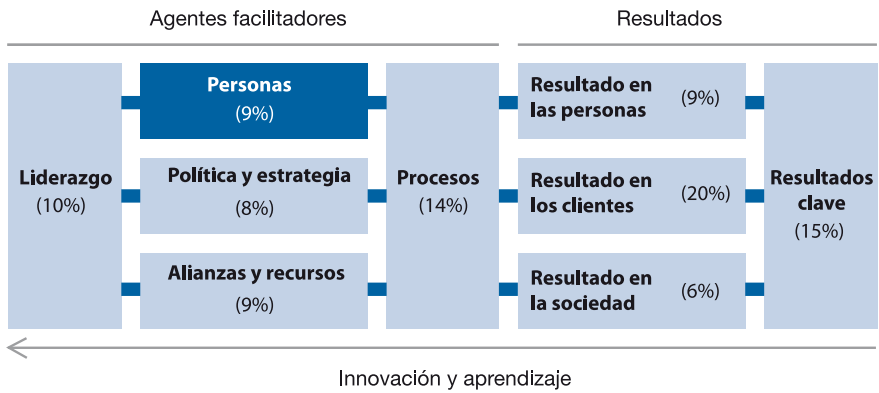 Agentes facilitadores
Resultados
Liderazgo
(10%)
Personas
(9%)
Política y estrategia
(8%)
Alianzas y recursos
(9%)
Procesos
(14%)
Resultado en
las personas
(9%)
Resultado en
los clientes
(20%)
Resultado en
la sociedad
(6%)
Resultados
clave
(15%)
Innovación y aprendizaje